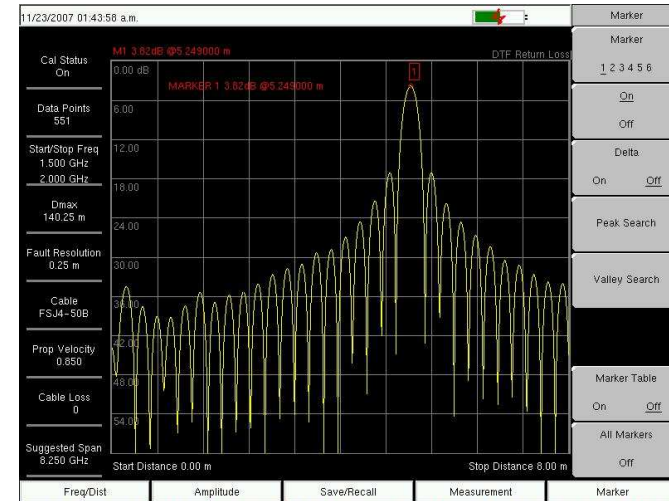 11/23/2007 01:43:58 a.m.
Marker
Cal Status
On
Data Points
551
Start/Stop Freq
1.500 GHz
2.000 GHz
Dmax
140.25 m
Fault Resolution
0.25 m
Cable
FSJ4-50B
Prop Velocity
0.850
Cable Loss
0
Suggested Span
8.250 GHz
M1 3.62dB @5.249000 m
DTF Return Loss
MARKER 1 3.62dB @5.249000 m
1
0.00 dB
6.00
12.00
18.00
24.00
30.00
36.00
42.00
48.00
54.00
Start Distance 0.00 m
Stop Distance 8.00 m
Marker
1 2 3 4 5 6
On
Off
Delta
On Off
Peak Search
Valley Search
Marker Table
On Off
All Markers
Off
Freq/Dist
Amplitude
Save/Recall
Measurement
Marker